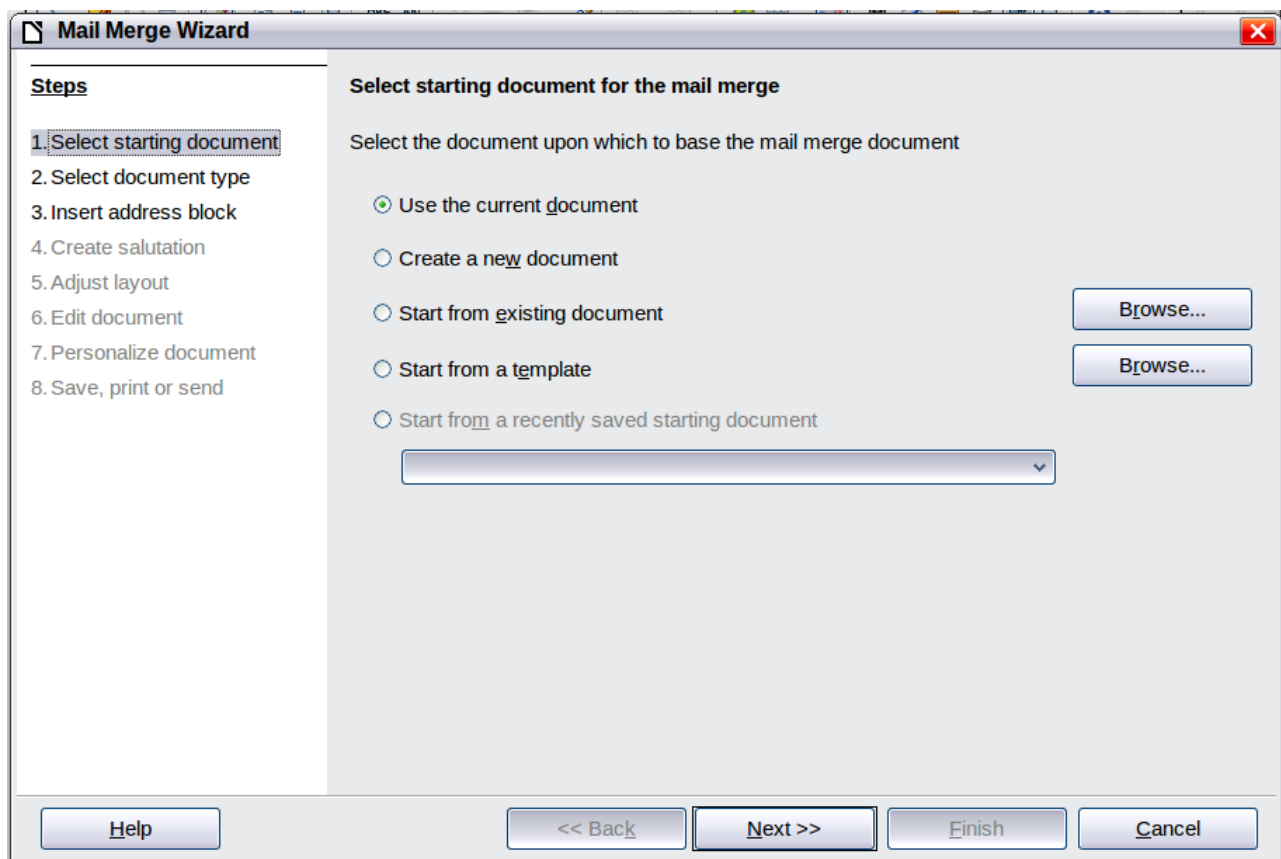 Mail Merge Wizard
Steps
1. Select starting document
2. Select document type
3. Insert address block
4. Create salutation
5. Adjust layout
6. Edit document
7. Personalize document
8. Save, print or send
Select starting document for the mail merge
Select the document upon which to base the mail merge document
Use the current document
Create a new document
Start from existing document
Browse...
Start from a template
Browse...
Start from a recently saved starting document
Help
<< Back
Next >>
Finish
Cancel